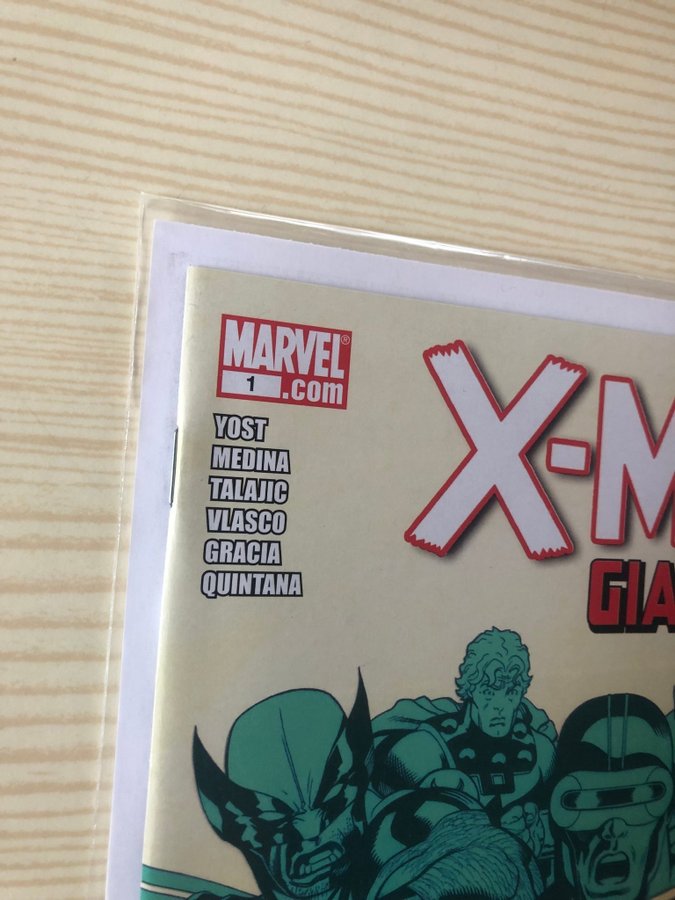 MARVEL®
1 .com
YOST
MEDINA
TALAJIC
VLASCO
GRACIA
QUINTANA
X-M
GIA